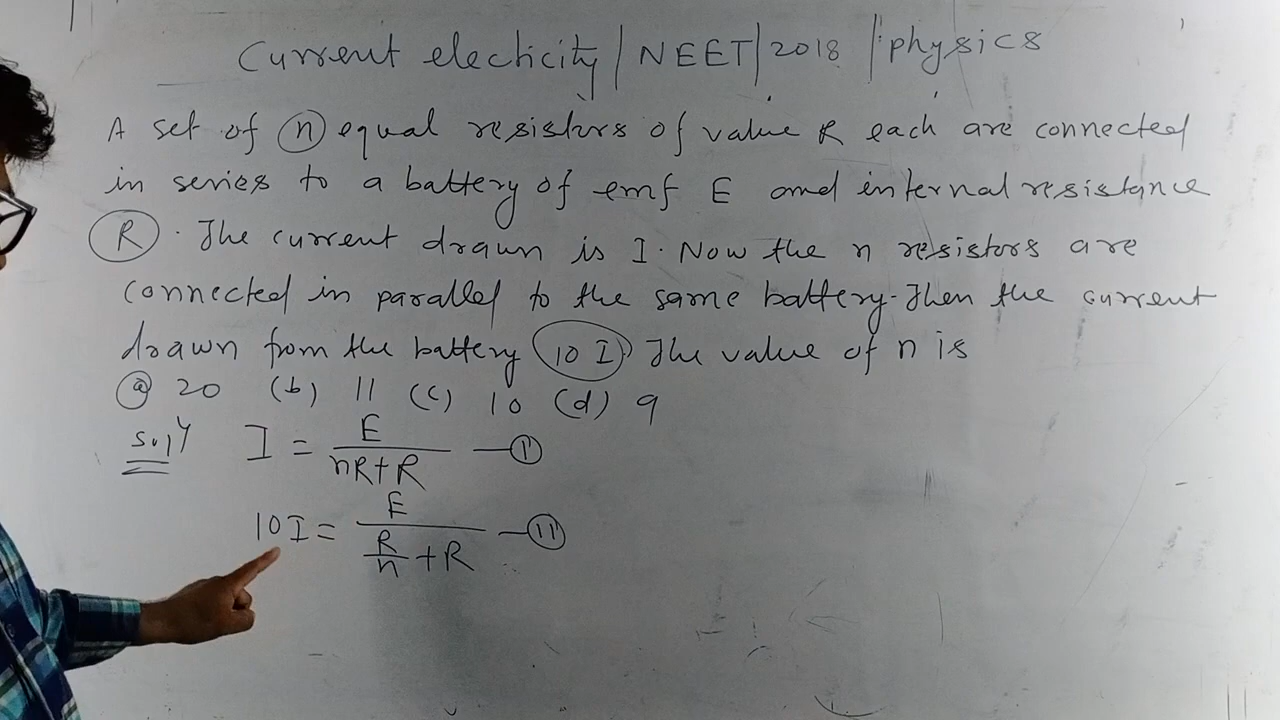 Current electricity | NEET | 2018 | physics
A set of n equal resistors of value R each are connected
in series to a battery of emf E and internal resistance
R. The current drawn is I. Now the n resistors are
connected in parallel to the same battery. Then the current
drawn from the battery 10 I. The value of n is
(a) 20 (b) 11 (c) 10 (d) 9
Solⁿ I = E/(nR+R) — (I)
10I = E/(R/n + R) — (II)